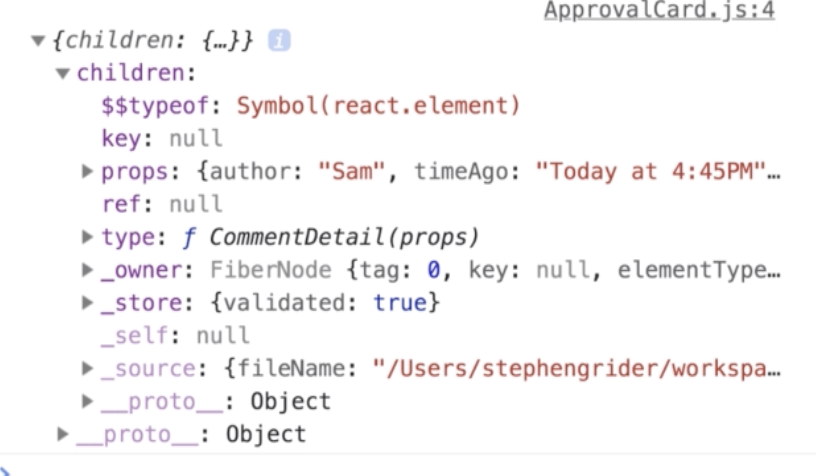 ApprovalCard.js:4
▼{children: {…}} i
▼children:
$$typeof: Symbol(react.element)
key: null
▶props: {author: "Sam", timeAgo: "Today at 4:45PM"…
ref: null
▶type: ƒ CommentDetail(props)
▶_owner: FiberNode {tag: 0, key: null, elementType…
▶_store: {validated: true}
_self: null
▶_source: {fileName: "/Users/stephengrider/workspa…
▶__proto__: Object
▶__proto__: Object